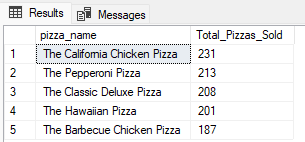 Results Messages
pizza_name Total_Pizzas_Sold
1 The California Chicken Pizza 231
2 The Pepperoni Pizza 213
3 The Classic Deluxe Pizza 208
4 The Hawaiian Pizza 201
5 The Barbecue Chicken Pizza 187